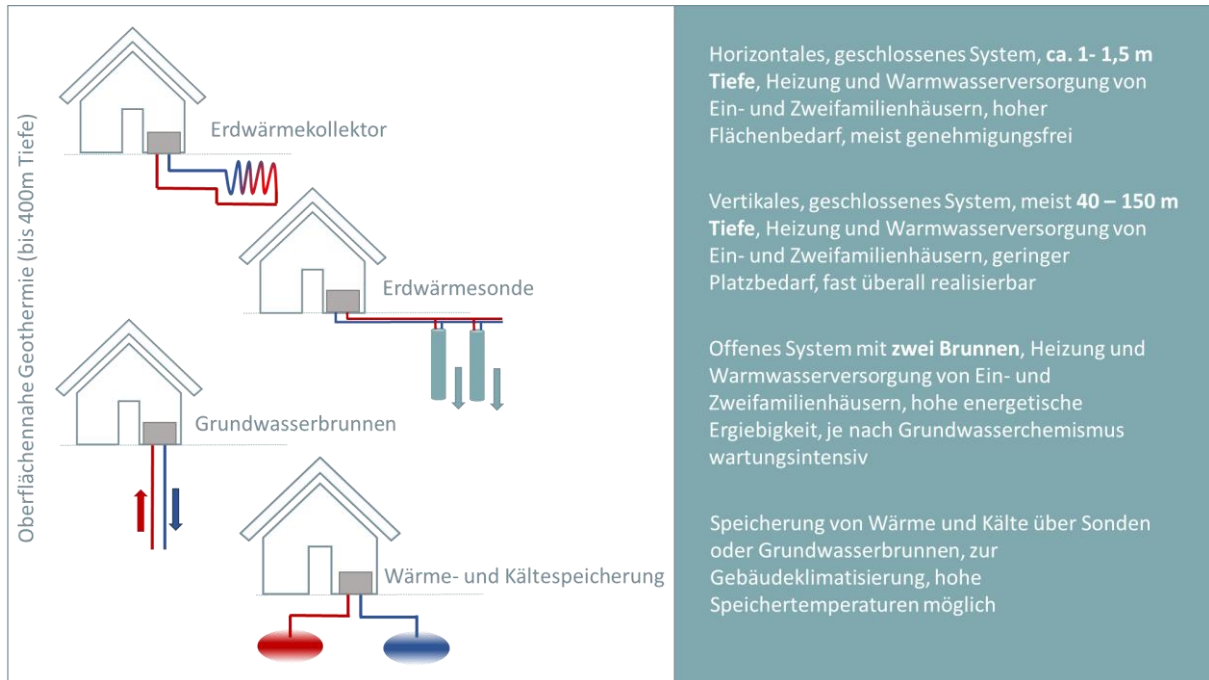 Oberflächennahe Geothermie (bis 400m Tiefe)
Erdwärmekollektor
Horizontales, geschlossenes System, ca. 1- 1,5 m
Tiefe, Heizung und Warmwasserversorgung von
Ein- und Zweifamilienhäusern, hoher
Flächenbedarf, meist genehmigungsfrei
Erdwärmesonde
Vertikales, geschlossenes System, meist 40 – 150 m
Tiefe, Heizung und Warmwasserversorgung von
Ein- und Zweifamilienhäusern, geringer
Platzbedarf, fast überall realisierbar
Grundwasserbrunnen
Offenes System mit zwei Brunnen, Heizung und
Warmwasserversorgung von Ein- und
Zweifamilienhäusern, hohe energetische
Ergiebigkeit, je nach Grundwasserchemismus
wartungsintensiv
Wärme- und Kältespeicherung
Speicherung von Wärme und Kälte über Sonden
oder Grundwasserbrunnen, zur
Gebäudeklimatisierung, hohe
Speichertemperaturen möglich